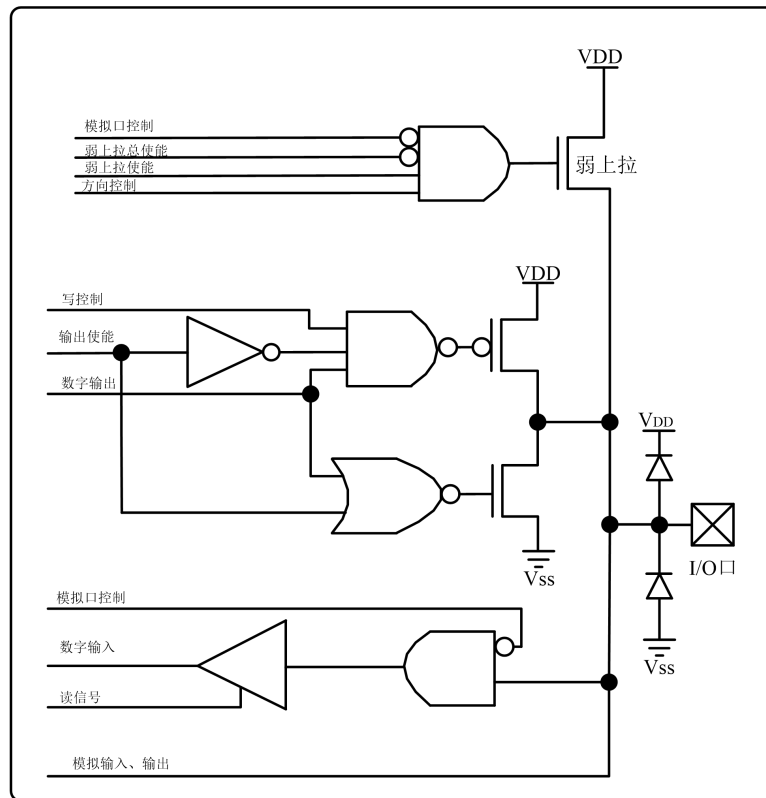 VDD
模拟口控制
弱上拉总使能
弱上拉使能
方向控制
弱上拉
VDD
写控制
输出使能
数字输出
VDD
I/O口
Vss
模拟口控制
数字输入
Vss
读信号
模拟输入、输出